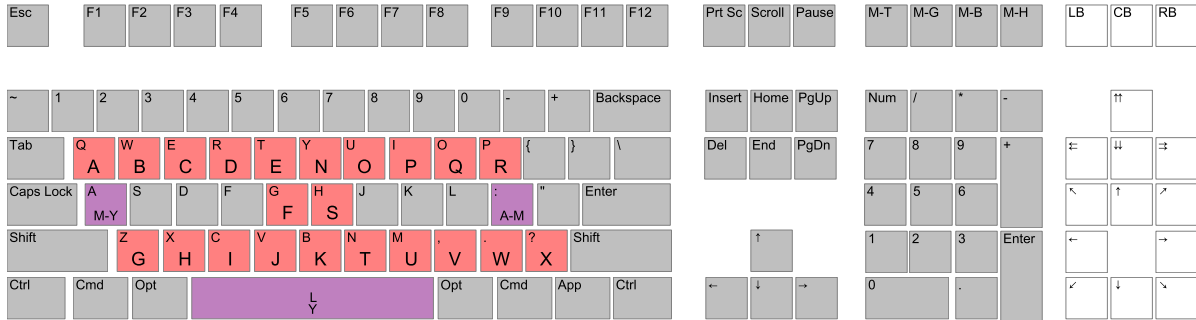 Esc F1 F2 F3 F4 F5 F6 F7 F8 F9 F10 F11 F12 Prt Sc Scroll Pause M-T M-G M-B M-H LB CB RB
~ 1 2 3 4 5 6 7 8 9 0 - + Backspace Insert Home PgUp Num / * - ⇈
Tab Q W E R T Y U I O P { } \ Del End PgDn 7 8 9 + ⇇ ⇊ ⇉
A B C D E N O P Q R
Caps Lock A S D F G H J K L : " Enter 4 5 6 ↖ ↑ ↗
M-Y F S A-M
Shift Z X C V B N M , . ? Shift ↑ 1 2 3 Enter ← →
G H I J K T U V W X
Ctrl Cmd Opt Opt Cmd App Ctrl ← ↓ → 0 . ↙ ↓ ↘
L
Y